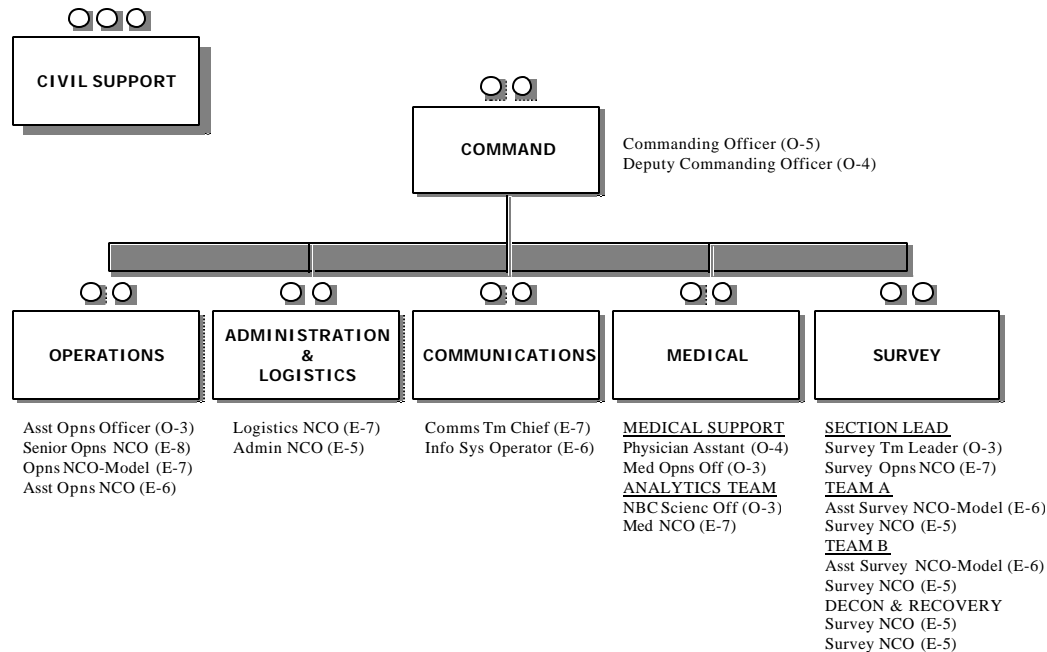 CIVIL SUPPORT
COMMAND
Commanding Officer (O-5)
Deputy Commanding Officer (O-4)
OPERATIONS
Asst Opns Officer (O-3)
Senior Opns NCO (E-8)
Opns NCO-Model (E-7)
Asst Opns NCO (E-6)
ADMINISTRATION
&
LOGISTICS
Logistics NCO (E-7)
Admin NCO (E-5)
COMMUNICATIONS
Comms Tm Chief (E-7)
Info Sys Operator (E-6)
MEDICAL
MEDICAL SUPPORT
Physician Asstant (O-4)
Med Opns Off (O-3)
ANALYTICS TEAM
NBC Scienc Off (O-3)
Med NCO (E-7)
SURVEY
SECTION LEAD
Survey Tm Leader (O-3)
Survey Opns NCO (E-7)
TEAM A
Asst Survey NCO-Model (E-6)
Survey NCO (E-5)
TEAM B
Asst Survey NCO-Model (E-6)
Survey NCO (E-5)
DECON & RECOVERY
Survey NCO (E-5)
Survey NCO (E-5)